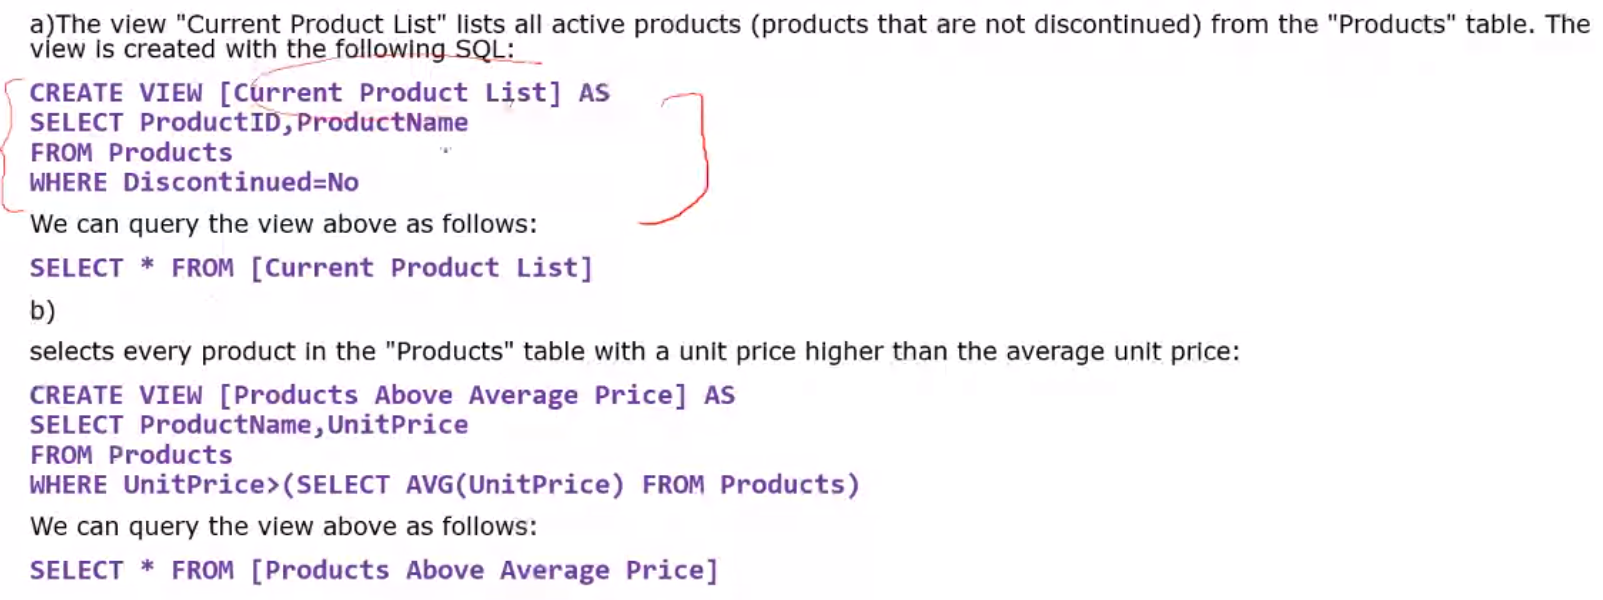 a)The view "Current Product List" lists all active products (products that are not discontinued) from the "Products" table. The
view is created with the following SQL:
CREATE VIEW [Current Product List] AS
SELECT ProductID,ProductName
FROM Products
WHERE Discontinued=No
We can query the view above as follows:
SELECT * FROM [Current Product List]
b)
selects every product in the "Products" table with a unit price higher than the average unit price:
CREATE VIEW [Products Above Average Price] AS
SELECT ProductName,UnitPrice
FROM Products
WHERE UnitPrice>(SELECT AVG(UnitPrice) FROM Products)
We can query the view above as follows:
SELECT * FROM [Products Above Average Price]